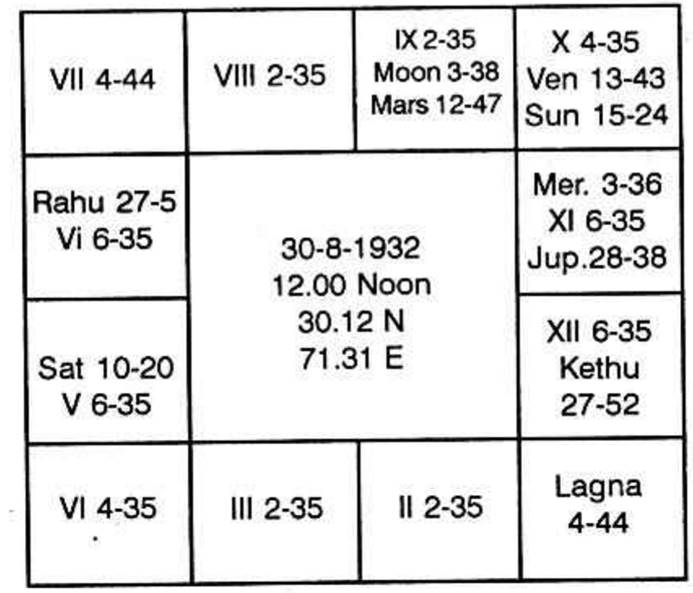 VII 4-44
VIII 2-35
IX 2-35
Moon 3-38
Mars 12-47
X 4-35
Ven 13-43
Sun 15-24
Rahu 27-5
Vi 6-35
30-8-1932
12.00 Noon
30.12 N
71.31 E
Mer. 3-36
XI 6-35
Jup.28-38
Sat 10-20
V 6-35
XII 6-35
Kethu
27-52
VI 4-35
III 2-35
II 2-35
Lagna
4-44